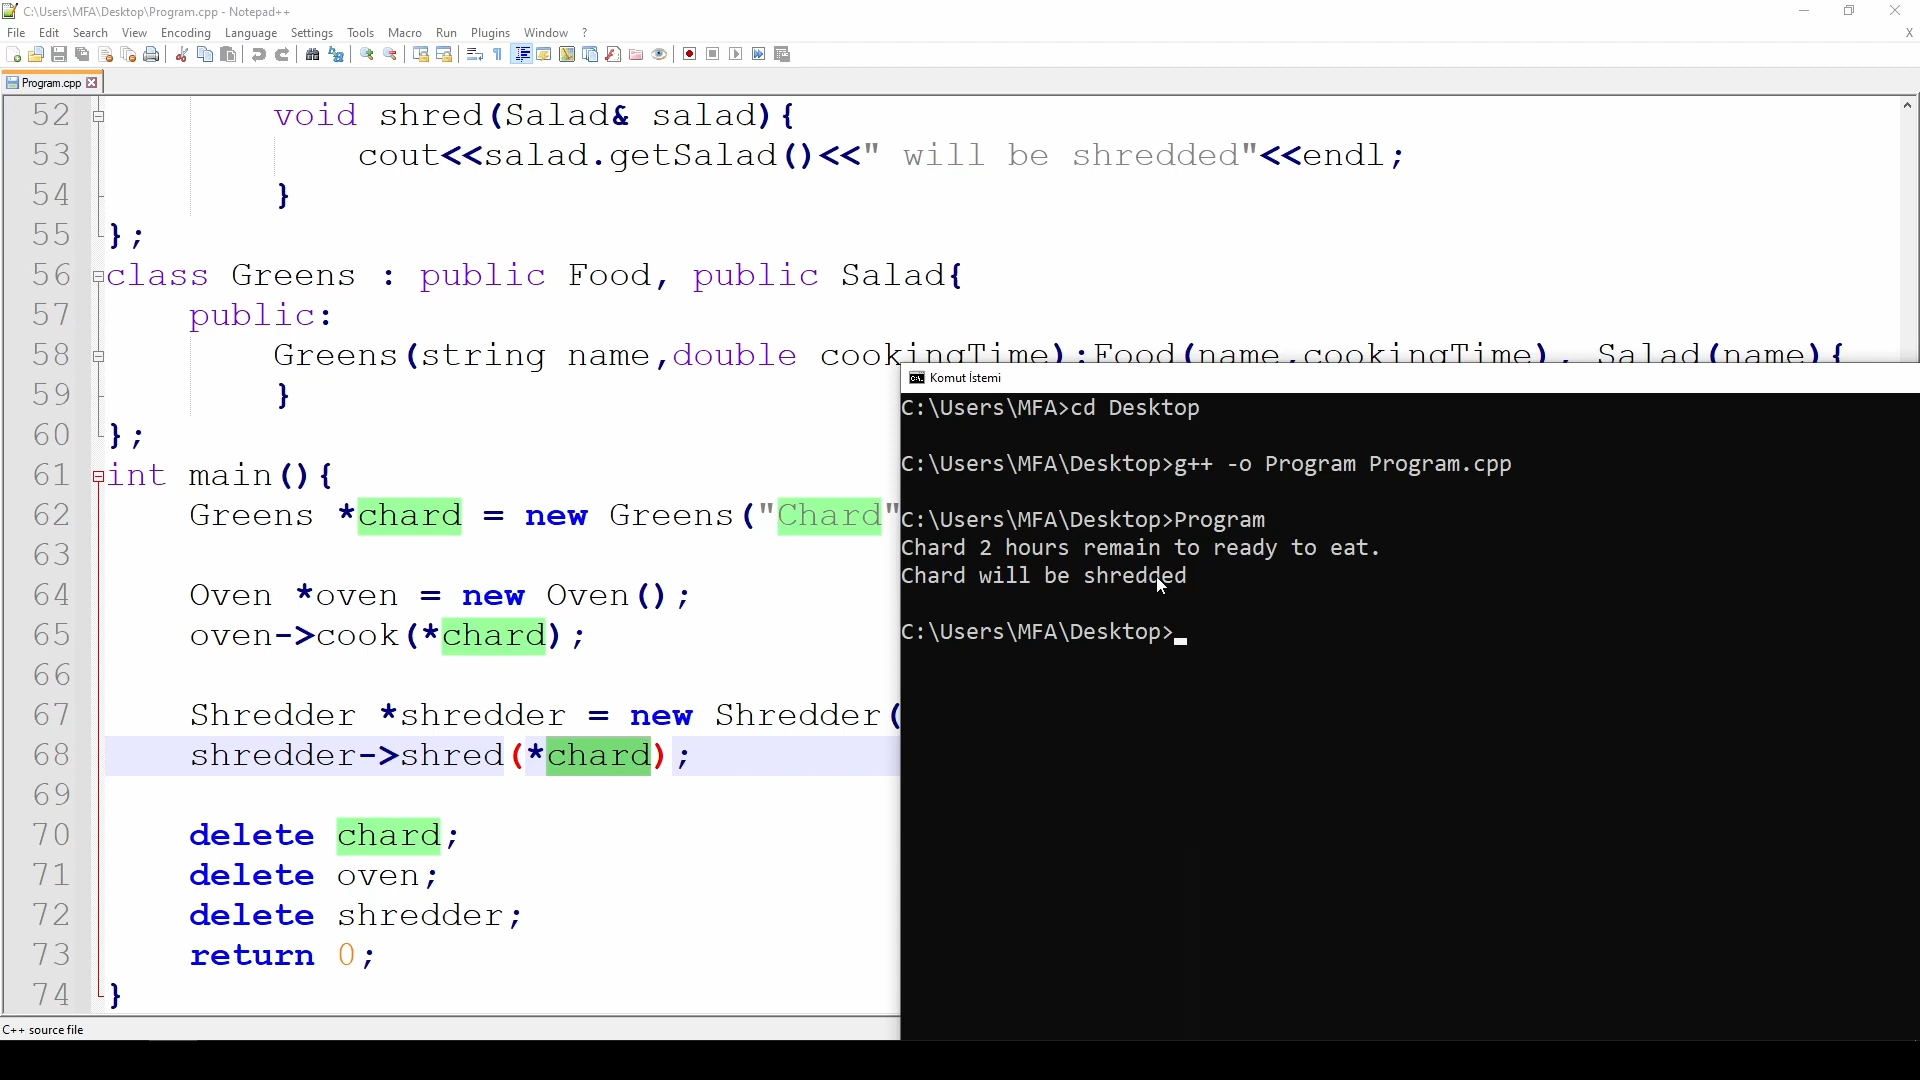 C:\Users\MFA\Desktop\Program.cpp - Notepad++
File Edit Search View Encoding Language Settings Tools Macro Run Plugins Window ? X
Program.cpp
52 void shred(Salad& salad){
53 cout<<salad.getSalad()<<" will be shredded"<<endl;
54 }
55 };
56 class Greens : public Food, public Salad{
57 public:
58 Greens(string name,double cookingTime):Food(name,cookingTime), Salad(name){
59 }
60 };
61 int main(){
62 Greens *chard = new Greens("Chard"
63
64 Oven *oven = new Oven();
65 oven->cook(*chard);
66
67 Shredder *shredder = new Shredder(
68 shredder->shred(*chard);
69
70 delete chard;
71 delete oven;
72 delete shredder;
73 return 0;
74 }
C++ source file
Komut İstemi
C:\Users\MFA>cd Desktop
C:\Users\MFA\Desktop>g++ -o Program Program.cpp
C:\Users\MFA\Desktop>Program
Chard 2 hours remain to ready to eat.
Chard will be shredded
C:\Users\MFA\Desktop>